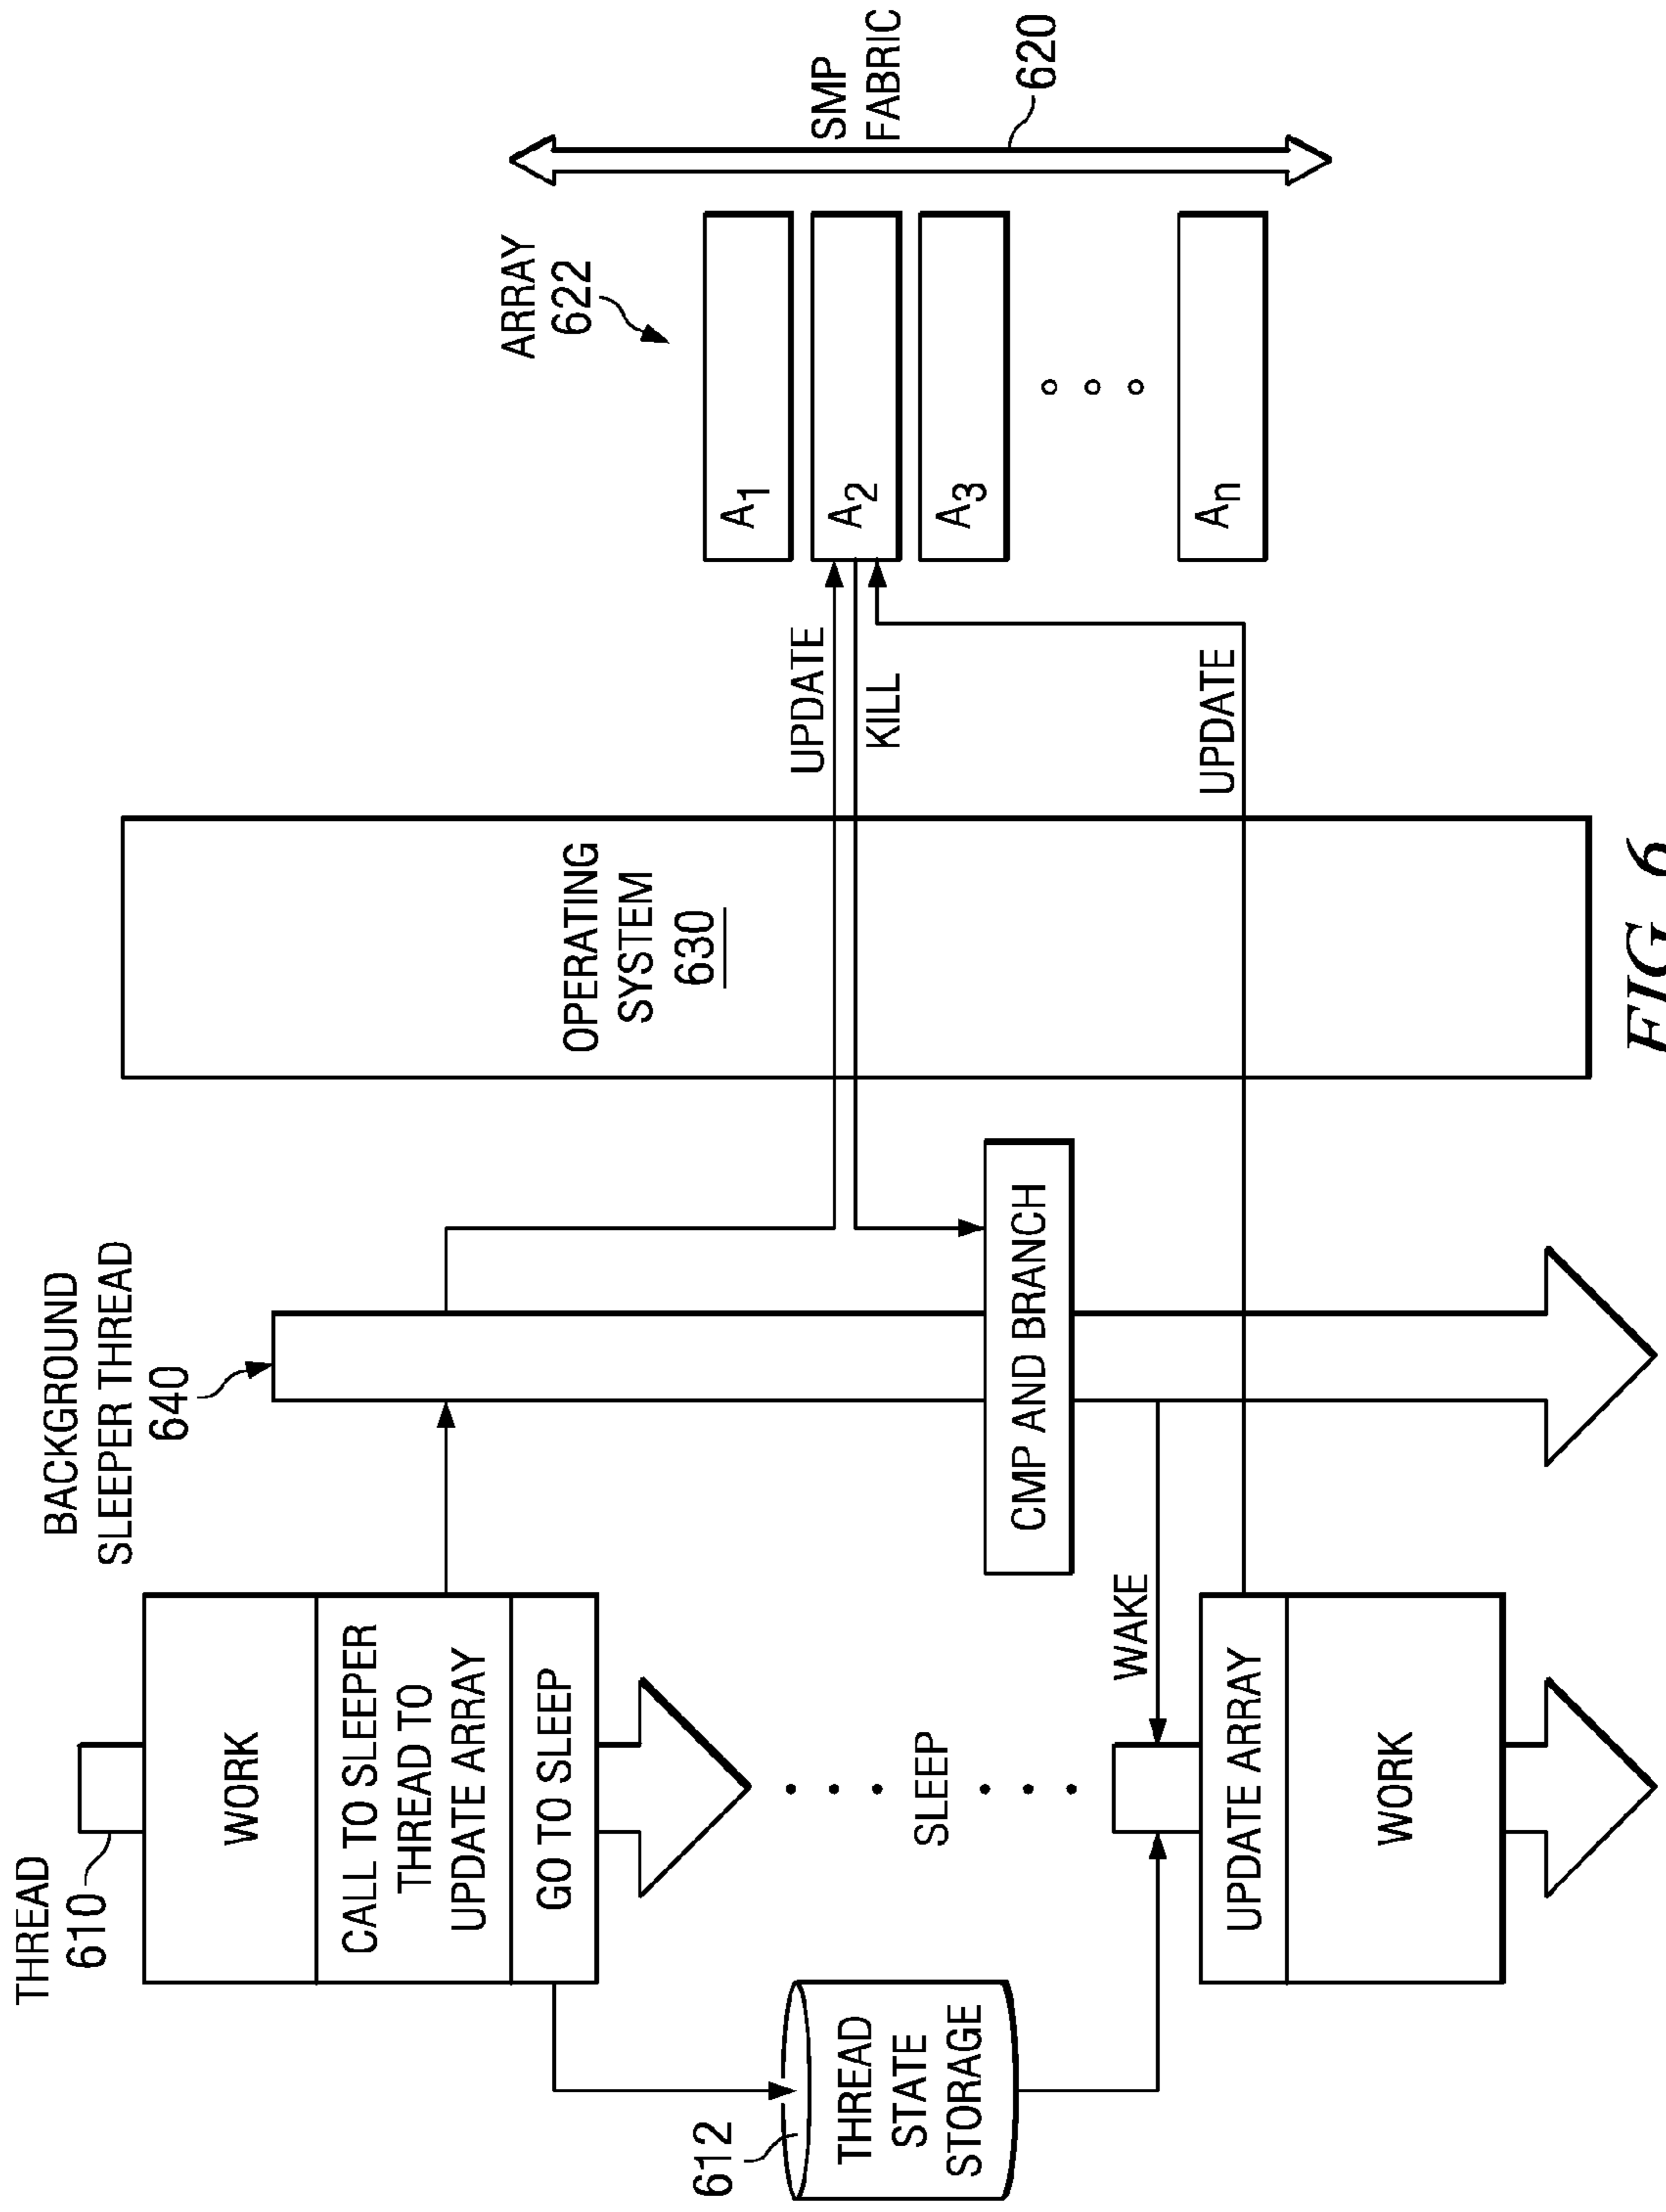 THREAD
610
WORK
CALL TO SLEEPER
THREAD TO
UPDATE ARRAY
GO TO SLEEP
612
THREAD
STATE
STORAGE
SLEEP
WAKE
UPDATE ARRAY
WORK
BACKGROUND
SLEEPER THREAD
640
CMP AND BRANCH
OPERATING
SYSTEM
630
UPDATE
KILL
UPDATE
ARRAY
622
A1
A2
A3
An
SMP
FABRIC
620
FIG. 6